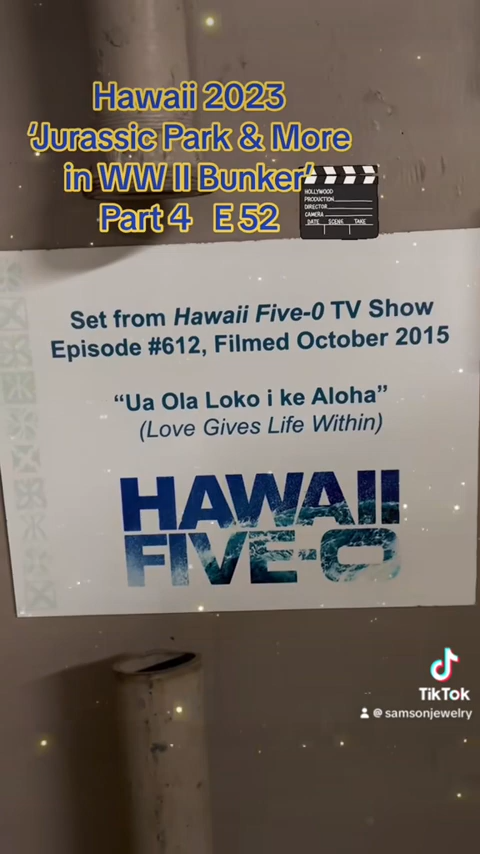 Hawaii 2023
‘Jurassic Park & More
in WW II Bunker’
Part 4 E 52
HOLLYWOOD
PRODUCTION
DIRECTOR
CAMERA
DATE SCENE TAKE
Set from Hawaii Five-0 TV Show
Episode #612, Filmed October 2015
“Ua Ola Loko i ke Aloha”
(Love Gives Life Within)
HAWAII
FIVE-O
TikTok
@samsonjewelry